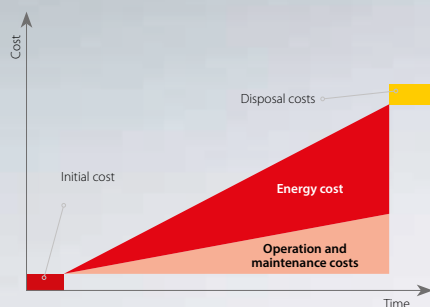 Cost
Disposal costs
Initial cost
Energy cost
Operation and
maintenance costs
Time